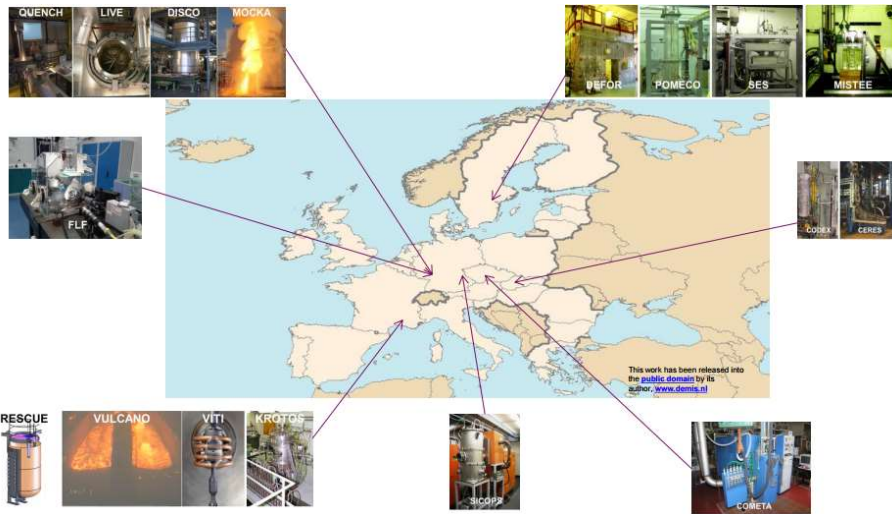 QUENCH
LIVE
DISCO
MOCKA
DEFOR
POMECO
SES
MISTEE
FLF
CODEX
CERES
This work has been released into
the public domain by its
author, www.demis.nl
RESCUE
VULCANO
VITI
KROTOS
SICOPS
COMETA